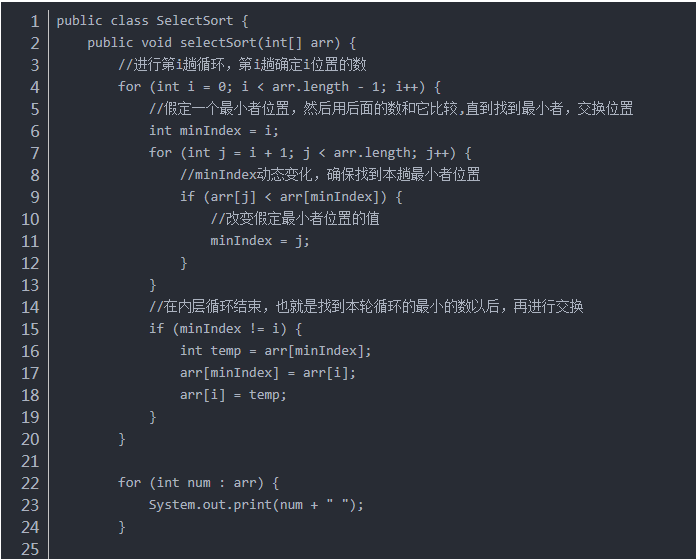 1 public class SelectSort {
2     public void selectSort(int[] arr) {
3         //进行第i趟循环，第i趟确定i位置的数
4         for (int i = 0; i < arr.length - 1; i++) {
5             //假定一个最小者位置，然后用后面的数和它比较,直到找到最小者，交换位置
6             int minIndex = i;
7             for (int j = i + 1; j < arr.length; j++) {
8                 //minIndex动态变化，确保找到本趟最小者位置
9                 if (arr[j] < arr[minIndex]) {
10                     //改变假定最小者位置的值
11                     minIndex = j;
12                 }
13             }
14             //在内层循环结束，也就是找到本轮循环的最小的数以后，再进行交换
15             if (minIndex != i) {
16                 int temp = arr[minIndex];
17                 arr[minIndex] = arr[i];
18                 arr[i] = temp;
19             }
20         }
21
22         for (int num : arr) {
23             System.out.print(num + " ");
24         }
25